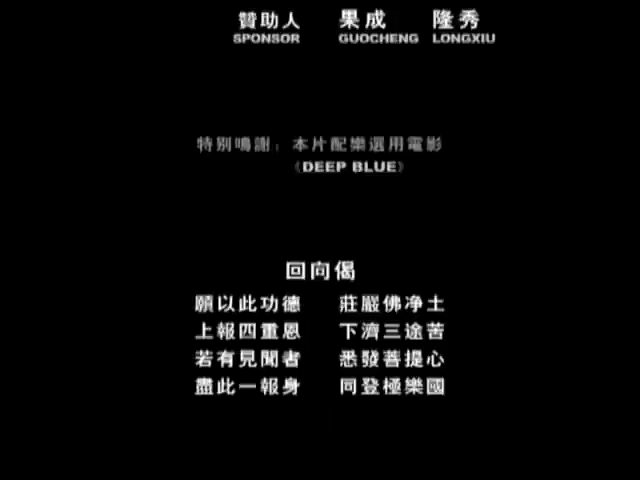 贊助人 果成 隆秀
SPONSOR GUOCHENG LONGXIU
特別鳴謝：本片配樂選用電影
《DEEP BLUE》
回向偈
願以此功德 莊嚴佛净土
上報四重恩 下濟三途苦
若有見聞者 悉發菩提心
盡此一報身 同登極樂國